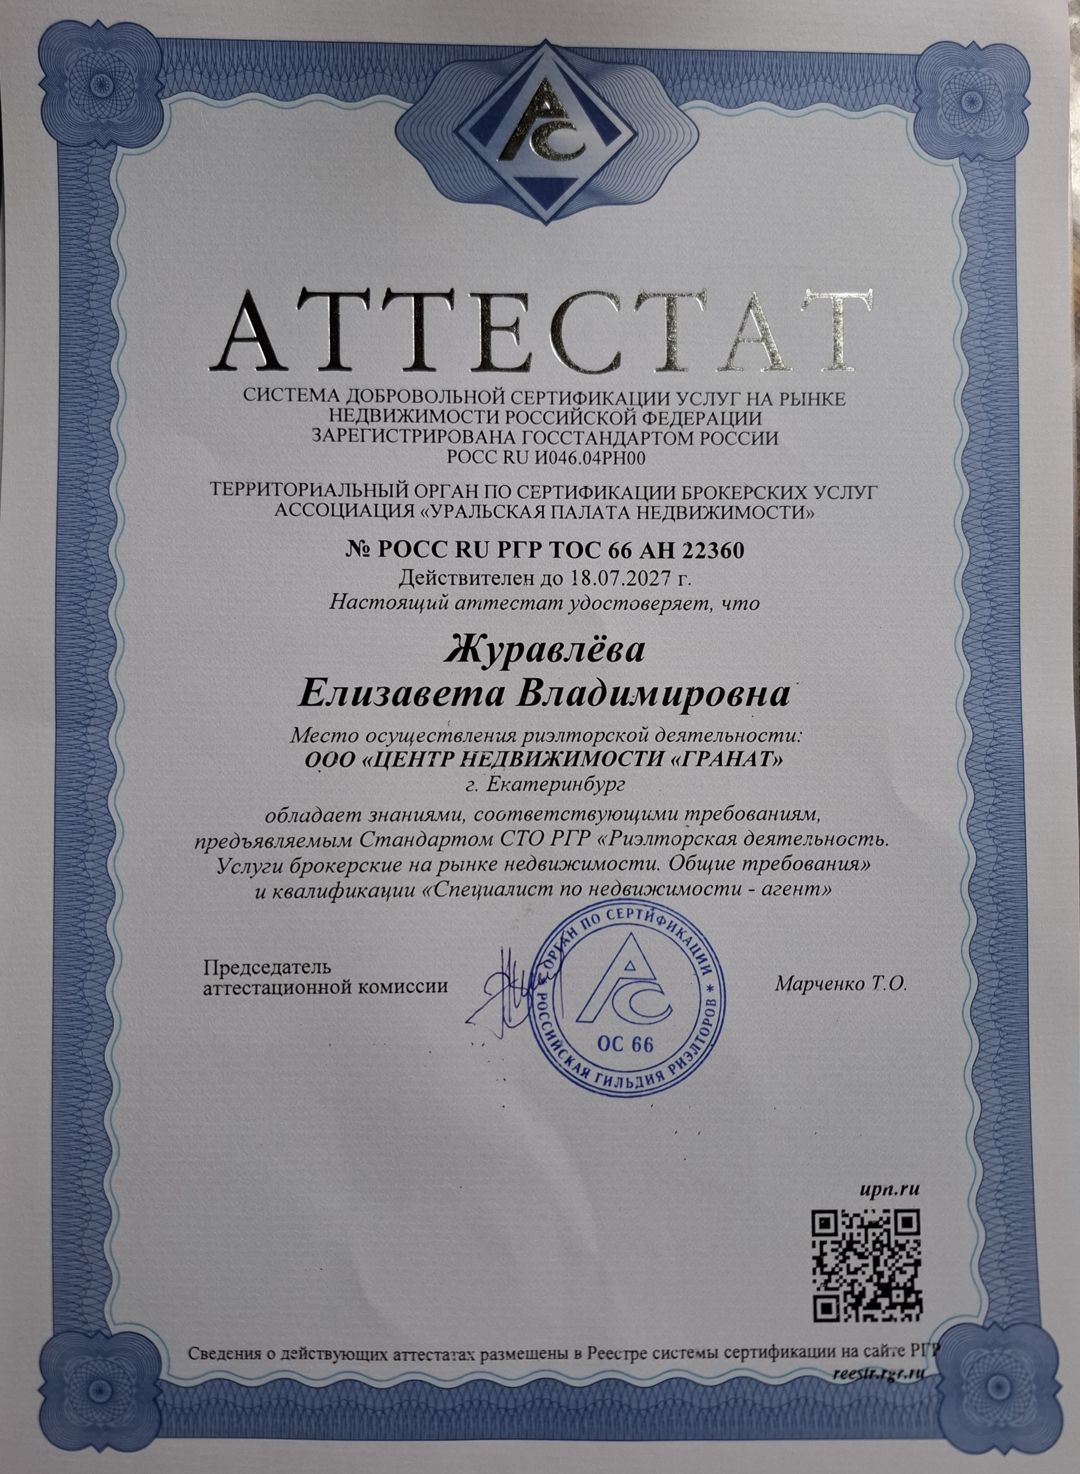 АС
АТТЕСТАТ
СИСТЕМА ДОБРОВОЛЬНОЙ СЕРТИФИКАЦИИ УСЛУГ НА РЫНКЕ
НЕДВИЖИМОСТИ РОССИЙСКОЙ ФЕДЕРАЦИИ
ЗАРЕГИСТРИРОВАНА ГОССТАНДАРТОМ РОССИИ
РОСС RU И046.04РН00
ТЕРРИТОРИАЛЬНЫЙ ОРГАН ПО СЕРТИФИКАЦИИ БРОКЕРСКИХ УСЛУГ
АССОЦИАЦИЯ «УРАЛЬСКАЯ ПАЛАТА НЕДВИЖИМОСТИ»
№ РОСС RU РГР ТОС 66 АН 22360
Действителен до 18.07.2027 г.
Настоящий аттестат удостоверяет, что
Журавлёва
Елизавета Владимировна
Место осуществления риэлторской деятельности:
ООО «ЦЕНТР НЕДВИЖИМОСТИ «ГРАНАТ»
г. Екатеринбург
обладает знаниями, соответствующими требованиям,
предъявляемым Стандартом СТО РГР «Риэлторская деятельность.
Услуги брокерские на рынке недвижимости. Общие требования»
и квалификации «Специалист по недвижимости - агент»
Председатель
аттестационной комиссии
ОРГАН ПО СЕРТИФИКАЦИИ * РОССИЙСКАЯ ГИЛЬДИЯ РИЭЛТОРОВ *
АС
ОС 66
Марченко Т.О.
upn.ru
Сведения о действующих аттестатах размещены в Реестре системы сертификации на сайте РГР
reestr.rgr.ru